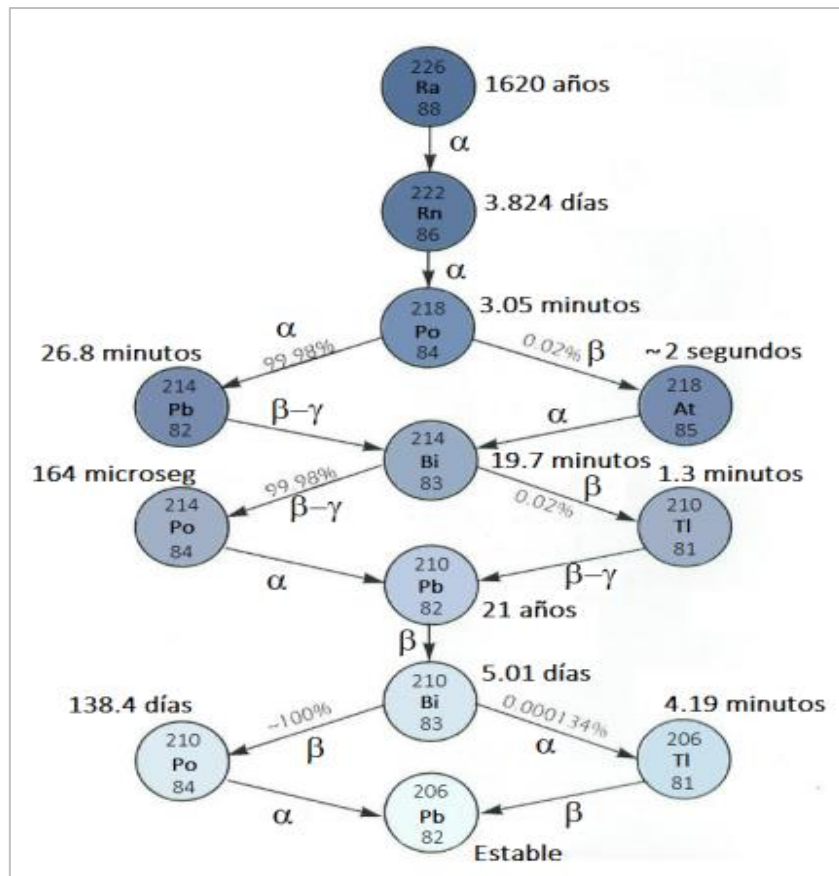 226
Ra
88
1620 años
α
222
Rn
86
3.824 días
α
218
Po
84
3.05 minutos
α
99.98%
0.02%
β
26.8 minutos
~2 segundos
214
Pb
82
218
At
85
β–γ
α
214
Bi
83
19.7 minutos
164 microseg
1.3 minutos
99.98%
β–γ
β
0.02%
214
Po
84
210
Tl
81
α
β–γ
210
Pb
82
21 años
β
210
Bi
83
5.01 días
138.4 días
4.19 minutos
~100%
β
0.000134%
α
210
Po
84
206
Tl
81
α
β
206
Pb
82
Estable